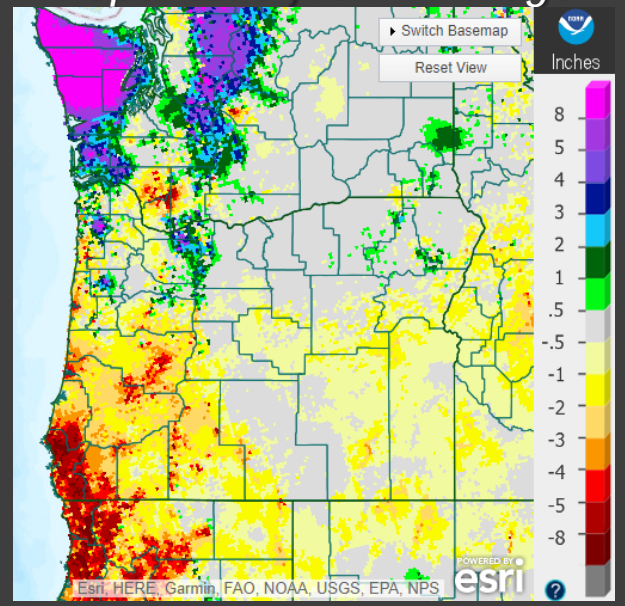 Switch Basemap
Reset View
NOAA
Inches
8
5
4
3
2
1
.5
-.5
-1
-2
-3
-4
-5
-8
POWERED BY
esri
Esri, HERE, Garmin, FAO, NOAA, USGS, EPA, NPS
?